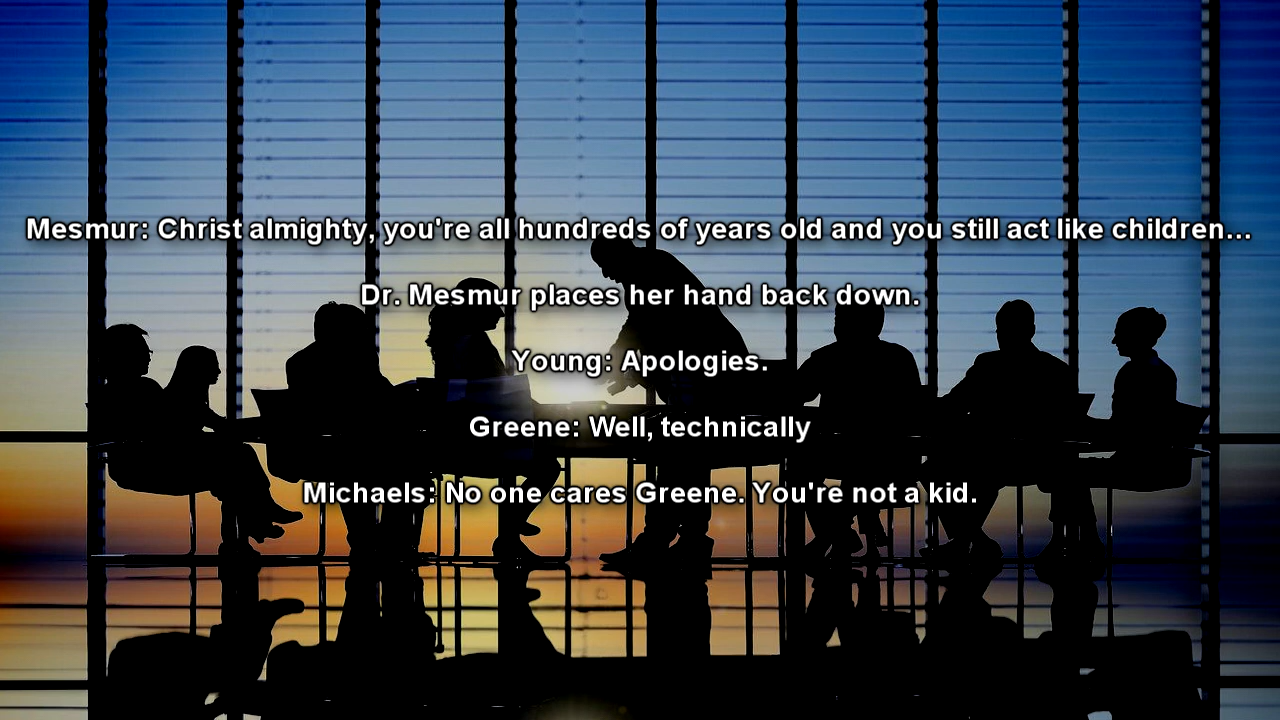 Mesmur: Christ almighty, you're all hundreds of years old and you still act like children...
Dr. Mesmur places her hand back down.
Young: Apologies.
Greene: Well, technically
Michaels: No one cares Greene. You're not a kid.